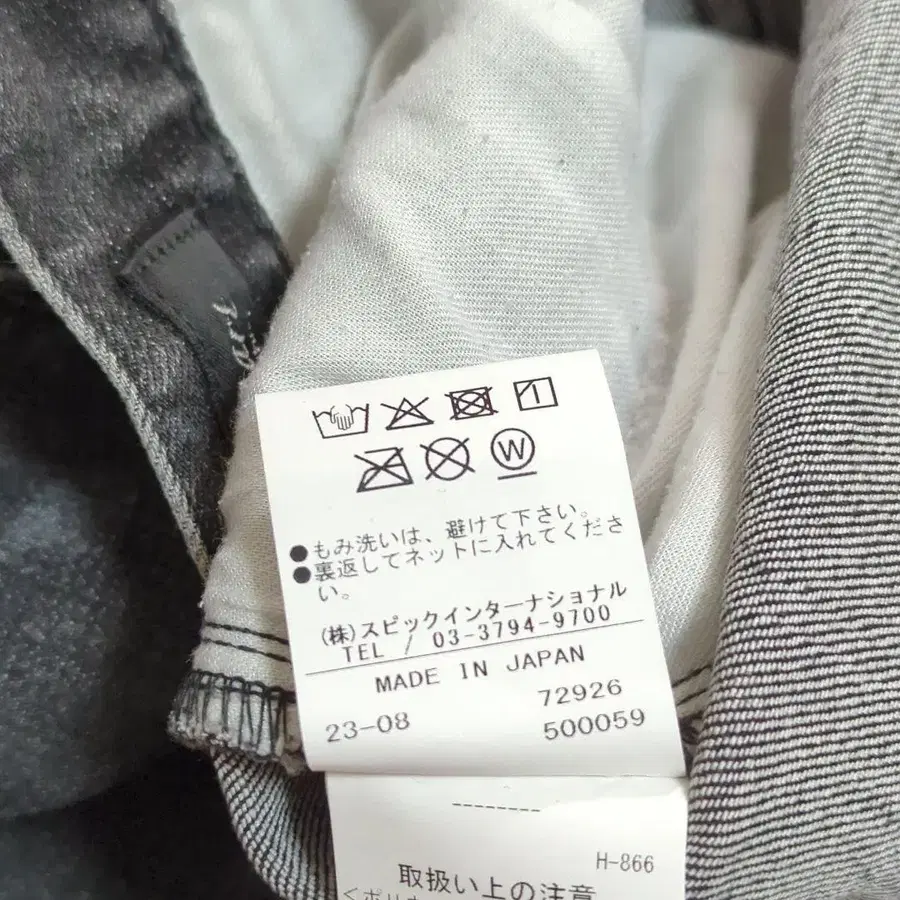 W
●もみ洗いは、避けて下さい。
●裏返してネットに入れてくださ
い。
(株)スピックインターナショナル
TEL / 03-3794-9700
MADE IN JAPAN
72926
23-08 500059
H-866
取扱い上の注意